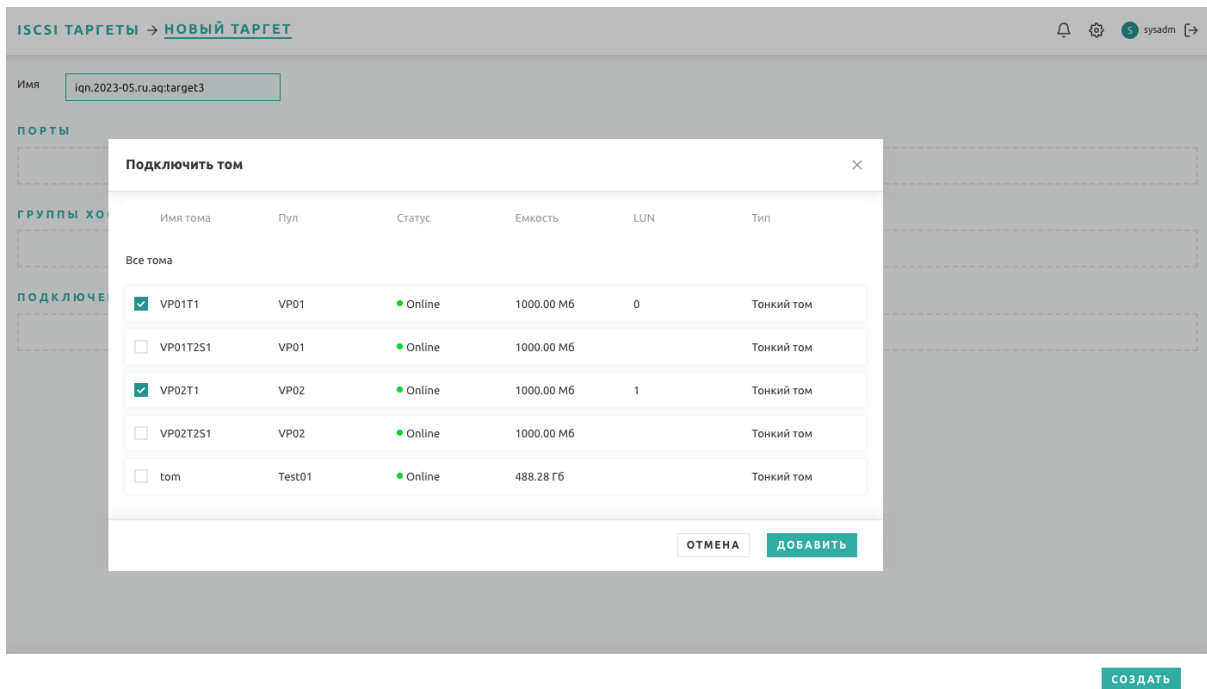 ISCSI ТАРГЕТЫ → НОВЫЙ ТАРГЕТ
S sysadm
Имя iqn.2023-05.ru.aq:target3
ПОРТЫ
Подключить том
ГРУППЫ ХО
Имя тома Пул Статус Емкость LUN Тип
Все тома
ПОДКЛЮЧЕ
VP01T1 VP01 Online 1000.00 Мб 0 Тонкий том
VP01T2S1 VP01 Online 1000.00 Мб Тонкий том
VP02T1 VP02 Online 1000.00 Мб 1 Тонкий том
VP02T2S1 VP02 Online 1000.00 Мб Тонкий том
tom Test01 Online 488.28 Гб Тонкий том
ОТМЕНА ДОБАВИТЬ
СОЗДАТЬ